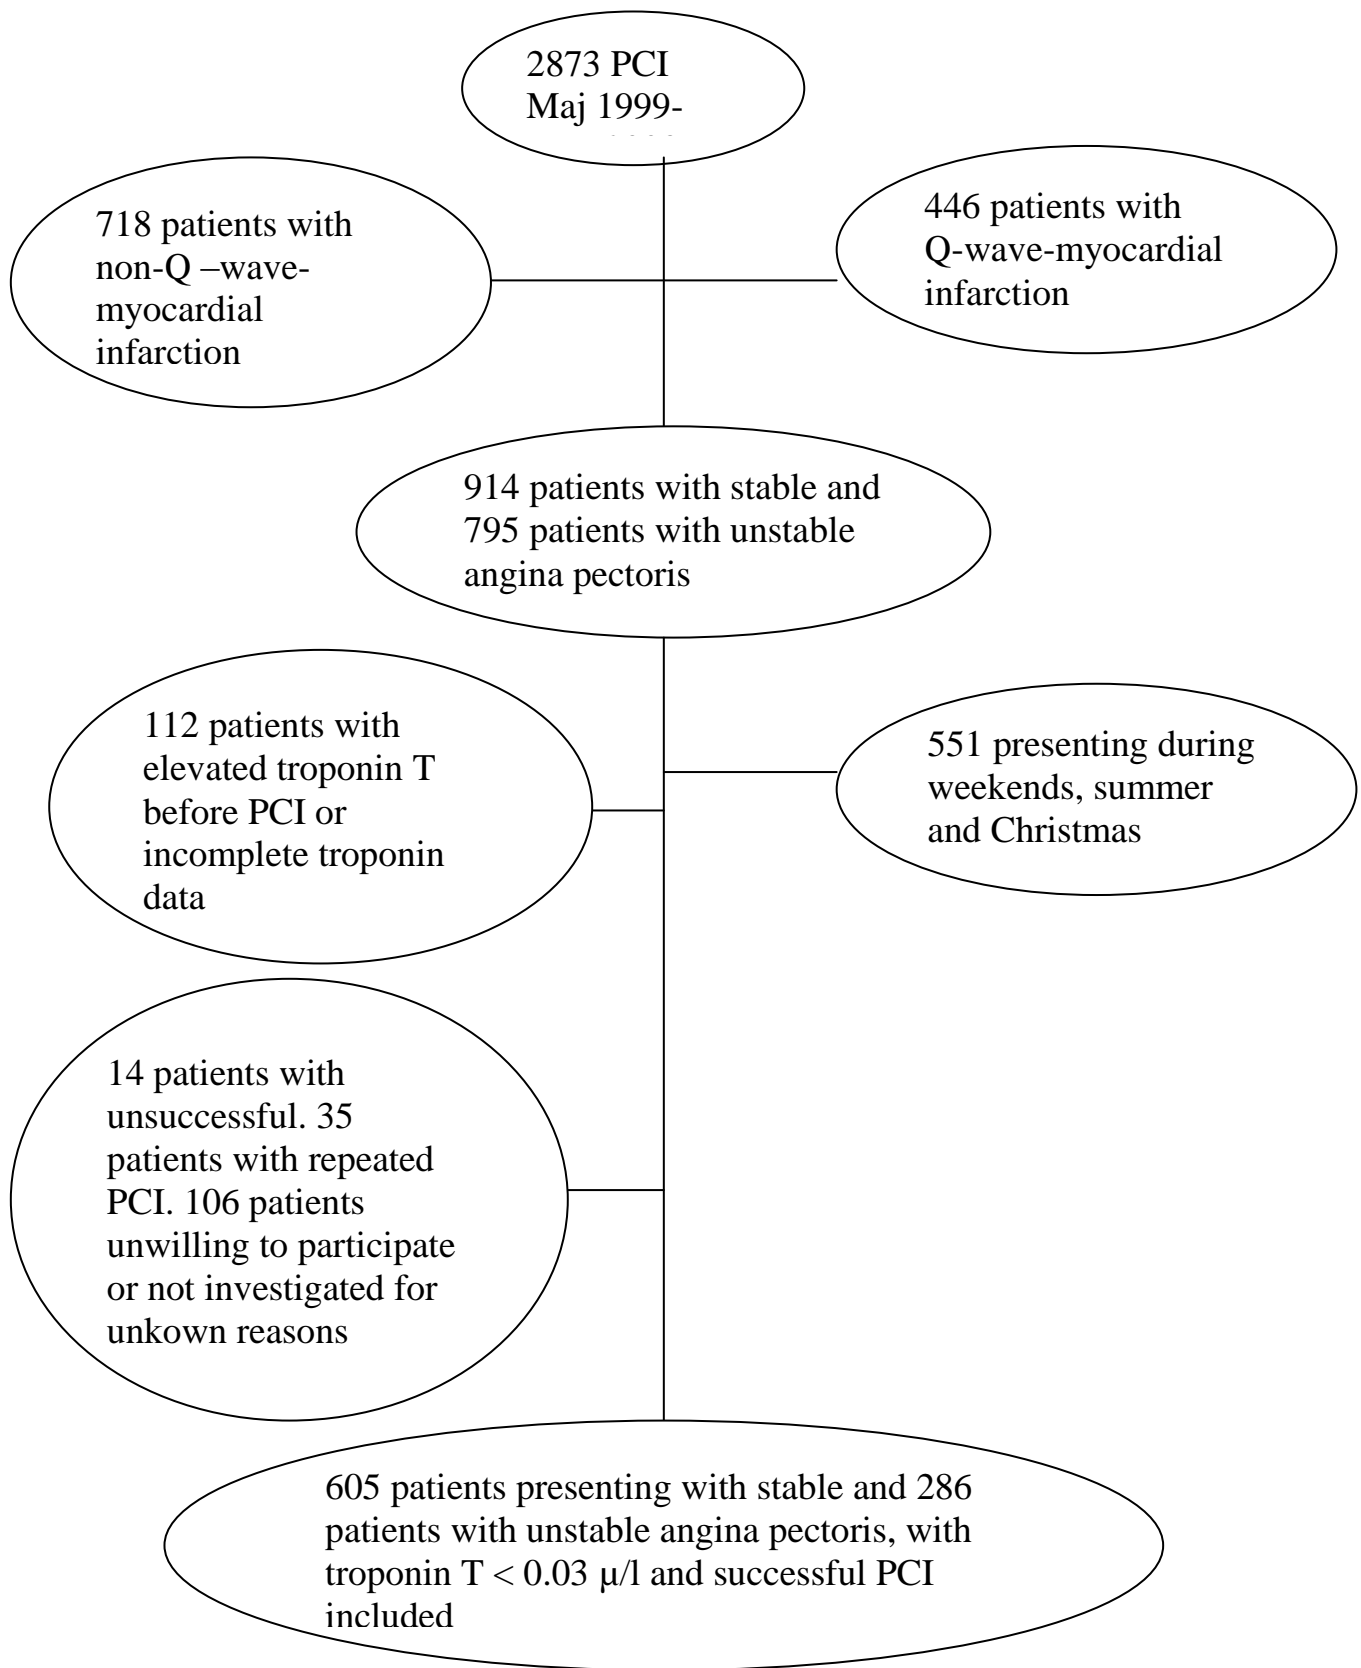 2873 PCI
Maj 1999-
718 patients with
non-Q –wave-
myocardial
infarction
446 patients with
Q-wave-myocardial
infarction
914 patients with stable and
795 patients with unstable
angina pectoris
112 patients with
elevated troponin T
before PCI or
incomplete troponin
data
551 presenting during
weekends, summer
and Christmas
14 patients with
unsuccessful. 35
patients with repeated
PCI. 106 patients
unwilling to participate
or not investigated for
unkown reasons
605 patients presenting with stable and 286
patients with unstable angina pectoris, with
troponin T < 0.03 µ/l and successful PCI
included